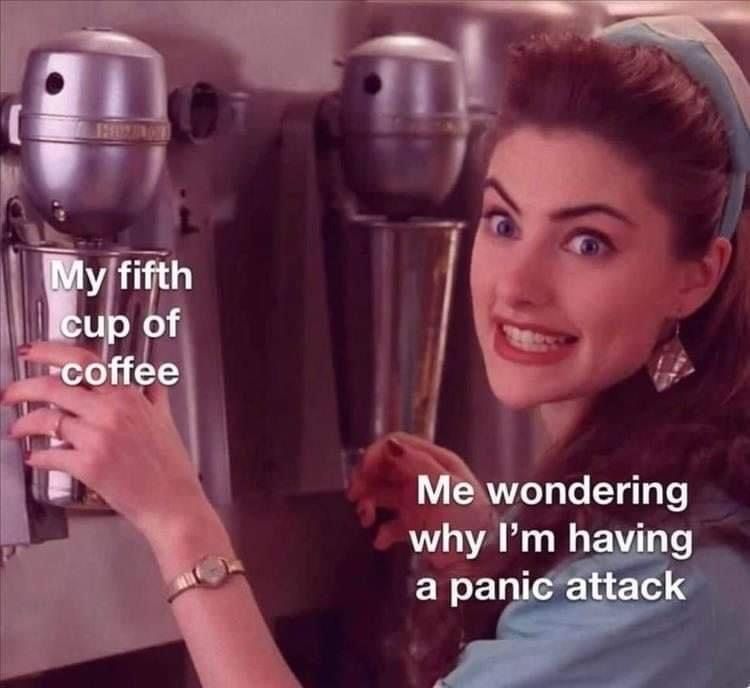 My fifth
cup of
coffee
Me wondering
why I'm having
a panic attack